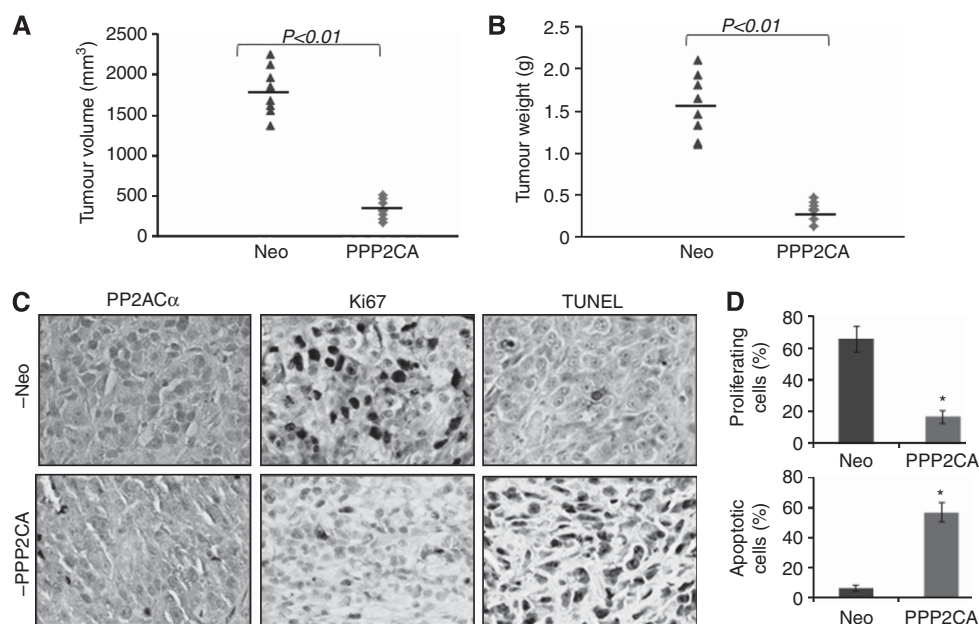 A
Tumour volume (mm³)
2500
2000
1500
1000
500
0
P<0.01
Neo PPP2CA
B
Tumour weight (g)
2.5
2.0
1.5
1.0
0.5
0
P<0.01
Neo PPP2CA
C
PP2ACα Ki67 TUNEL
–Neo
–PPP2CA
D
Proliferating
cells (%)
80
60
40
20
0
*
Neo PPP2CA
Apoptotic
cells (%)
80
60
40
20
0
*
Neo PPP2CA